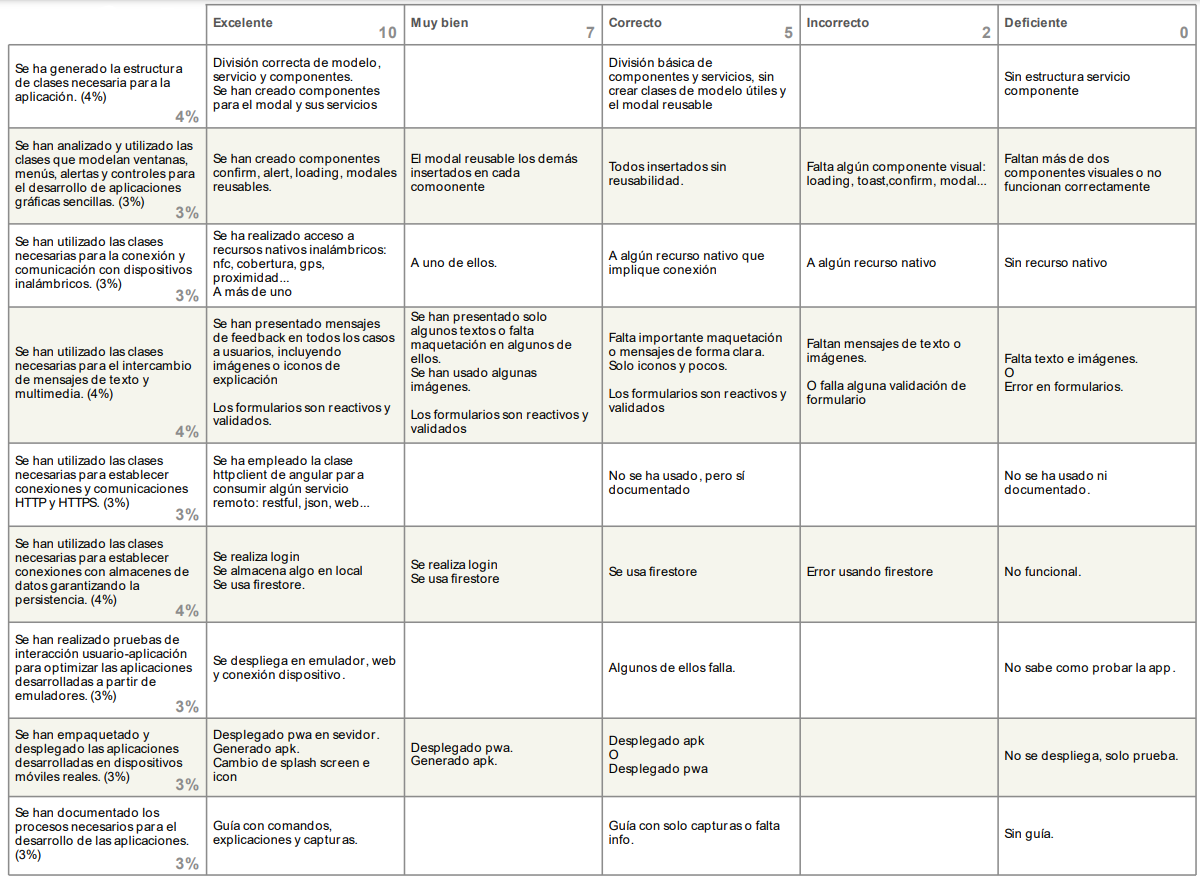 Excelente
10
Muy bien
7
Correcto
5
Incorrecto
2
Deficiente
0
Se ha generado la estructura
de clases necesaria para la
aplicación. (4%)
4%
División correcta de modelo,
servicio y componentes.
Se han creado componentes
para el modal y sus servicios
División básica de
componentes y servicios, sin
crear clases de modelo útiles y
el modal reusable
Sin estructura servicio
componente
Se han analizado y utilizado las
clases que modelan ventanas,
menús, alertas y controles para
el desarrollo de aplicaciones
gráficas sencillas. (3%)
3%
Se han creado componentes
confirm, alert, loading, modales
reusables.
El modal reusable los demás
insertados en cada
comoonente
Todos insertados sin
reusabilidad.
Falta algún componente visual:
loading, toast,confirm, modal...
Faltan más de dos
componentes visuales o no
funcionan correctamente
Se han utilizado las clases
necesarias para la conexión y
comunicación con dispositivos
inalámbricos. (3%)
3%
Se ha realizado acceso a
recursos nativos inalámbricos:
nfc, cobertura, gps,
proximidad...
A más de uno
A uno de ellos.
A algún recurso nativo que
implique conexión
A algún recurso nativo
Sin recurso nativo
Se han utilizado las clases
necesarias para el intercambio
de mensajes de texto y
multimedia. (4%)
4%
Se han presentado mensajes
de feedback en todos los casos
a usuarios, incluyendo
imágenes o iconos de
explicación
Los formularios son reactivos y
validados.
Se han presentado solo
algunos textos o falta
maquetación en algunos de
ellos.
Se han usado algunas
imágenes.
Los formularios son reactivos y
validados
Falta importante maquetación
o mensajes de forma clara.
Solo iconos y pocos.
Los formularios son reactivos y
validados
Faltan mensajes de texto o
imágenes.
O falla alguna validación de
formulario
Falta texto e imágenes.
O
Error en formularios.
Se han utilizado las clases
necesarias para establecer
conexiones y comunicaciones
HTTP y HTTPS. (3%)
3%
Se ha empleado la clase
httpclient de angular para
consumir algún servicio
remoto: restful, json, web...
No se ha usado, pero sí
documentado
No se ha usado ni
documentado.
Se han utilizado las clases
necesarias para establecer
conexiones con almacenes de
datos garantizando la
persistencia. (4%)
4%
Se realiza login
Se almacena algo en local
Se usa firestore.
Se realiza login
Se usa firestore
Se usa firestore
Error usando firestore
No funcional.
Se han realizado pruebas de
interacción usuario-aplicación
para optimizar las aplicaciones
desarrolladas a partir de
emuladores. (3%)
3%
Se despliega en emulador, web
y conexión dispositivo.
Algunos de ellos falla.
No sabe como probar la app.
Se han empaquetado y
desplegado las aplicaciones
desarrolladas en dispositivos
móviles reales. (3%)
3%
Desplegado pwa en sevidor.
Generado apk.
Cambio de splash screen e
icon
Desplegado pwa.
Generado apk.
Desplegado apk
O
Desplegado pwa
No se despliega, solo prueba.
Se han documentado los
procesos necesarios para el
desarrollo de las aplicaciones.
(3%)
3%
Guía con comandos,
explicaciones y capturas.
Guía con solo capturas o falta
info.
Sin guía.